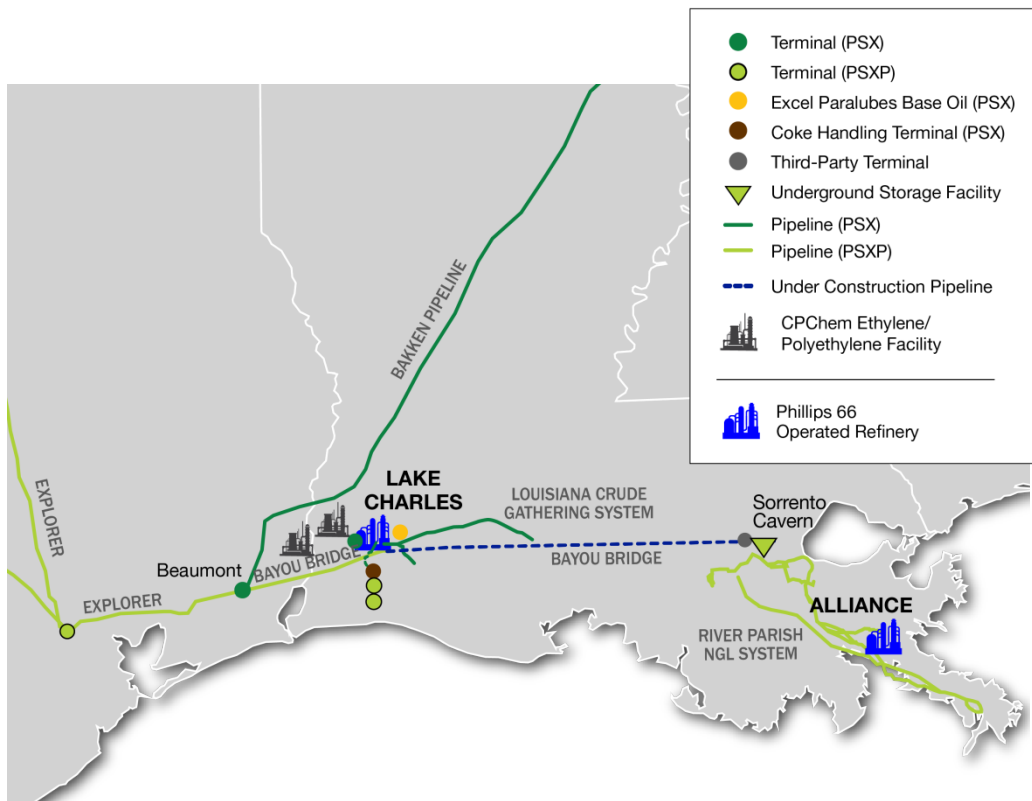 Terminal (PSX)
Terminal (PSXP)
Excel Paralubes Base Oil (PSX)
Coke Handling Terminal (PSX)
Third-Party Terminal
Underground Storage Facility
Pipeline (PSX)
Pipeline (PSXP)
Under Construction Pipeline
CPChem Ethylene/
Polyethylene Facility
Phillips 66
Operated Refinery
BAKKEN PIPELINE
EXPLORER
LAKE
CHARLES
LOUISIANA CRUDE
GATHERING SYSTEM
Sorrento
Cavern
Beaumont
BAYOU BRIDGE
BAYOU BRIDGE
EXPLORER
ALLIANCE
RIVER PARISH
NGL SYSTEM